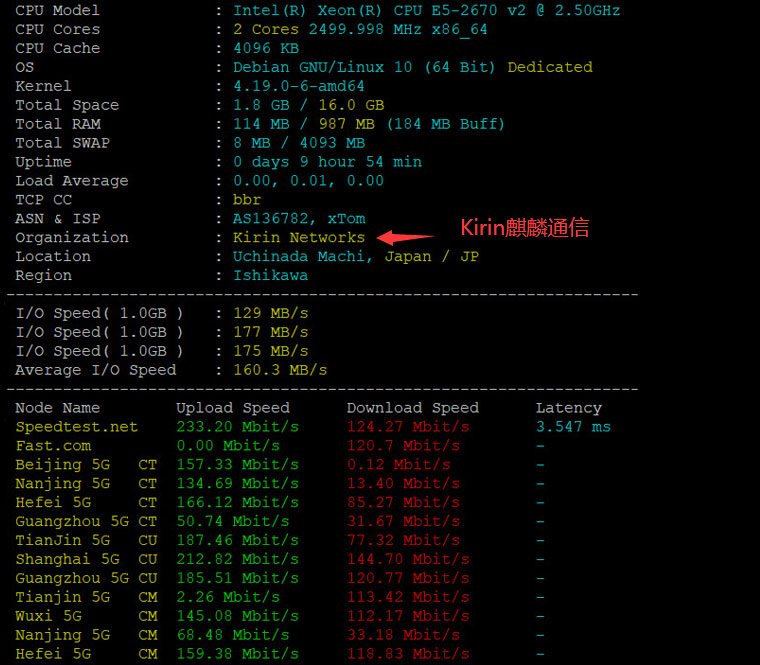 CPU Model : Intel(R) Xeon(R) CPU E5-2670 v2 @ 2.50GHz
CPU Cores : 2 Cores 2499.998 MHz x86_64
CPU Cache : 4096 KB
OS : Debian GNU/Linux 10 (64 Bit) Dedicated
Kernel : 4.19.0-6-amd64
Total Space : 1.8 GB / 16.0 GB
Total RAM : 114 MB / 987 MB (184 MB Buff)
Total SWAP : 8 MB / 4093 MB
Uptime : 0 days 9 hour 54 min
Load Average : 0.00, 0.01, 0.00
TCP CC : bbr
ASN & ISP : AS136782, xTom
Organization : Kirin Networks Kirin麒麟通信
Location : Uchinada Machi, Japan / JP
Region : Ishikawa
----------------------------------------------------------------------
I/O Speed( 1.0GB ) : 129 MB/s
I/O Speed( 1.0GB ) : 177 MB/s
I/O Speed( 1.0GB ) : 175 MB/s
Average I/O Speed : 160.3 MB/s
----------------------------------------------------------------------
Node Name Upload Speed Download Speed Latency
Speedtest.net 233.20 Mbit/s 124.27 Mbit/s 3.547 ms
Fast.com 0.00 Mbit/s 120.7 Mbit/s -
Beijing 5G CT 157.33 Mbit/s 0.12 Mbit/s -
Nanjing 5G CT 134.69 Mbit/s 13.40 Mbit/s -
Hefei 5G CT 166.12 Mbit/s 85.27 Mbit/s -
Guangzhou 5G CT 50.74 Mbit/s 31.67 Mbit/s -
TianJin 5G CU 187.46 Mbit/s 77.32 Mbit/s -
Shanghai 5G CU 212.82 Mbit/s 144.70 Mbit/s -
Guangzhou 5G CU 185.51 Mbit/s 120.77 Mbit/s -
Tianjin 5G CM 2.26 Mbit/s 113.42 Mbit/s -
Wuxi 5G CM 145.08 Mbit/s 112.17 Mbit/s -
Nanjing 5G CM 68.48 Mbit/s 33.18 Mbit/s -
Hefei 5G CM 159.38 Mbit/s 118.83 Mbit/s -